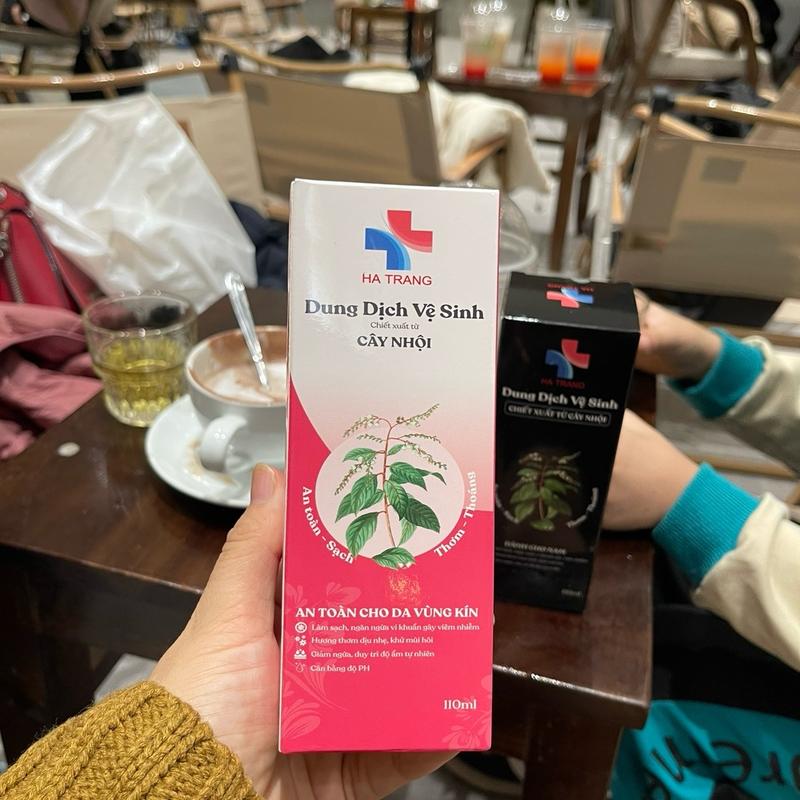 HA TRANG
Dung Dịch Vệ Sinh
Chiết xuất từ
CÂY NHỘI
An toàn - Sạch
Thơm - Thoáng
AN TOÀN CHO DA VÙNG KÍN
Làm sạch, ngăn ngừa vi khuẩn gây viêm nhiễm
Hương thơm dịu nhẹ, khử mùi hôi
Giảm ngứa, duy trì độ ẩm tự nhiên
Cân bằng độ PH
110ml
HA TRANG
Dung Dịch Vệ Sinh
CHIẾT XUẤT TỪ CÂY NHỘI
DÀNH CHO NAM